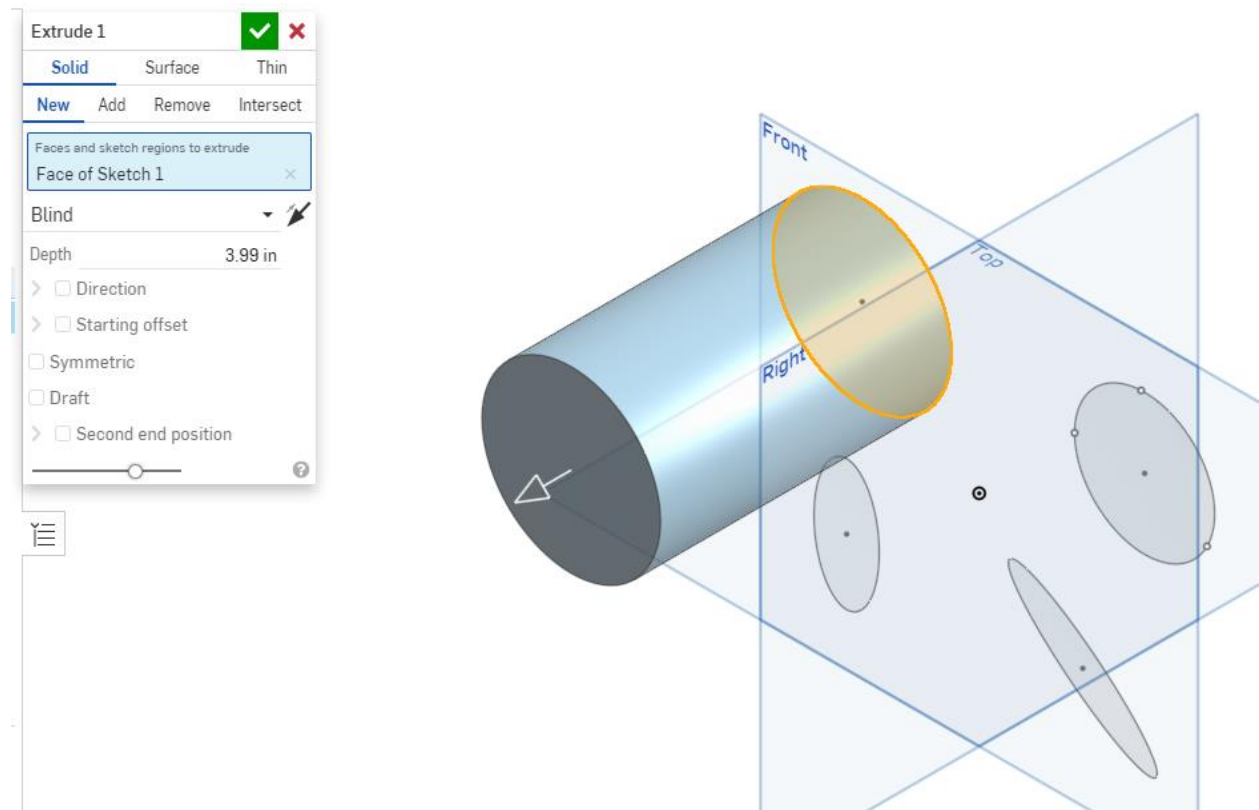 Extrude 1
Solid Surface Thin
New Add Remove Intersect
Faces and sketch regions to extrude
Face of Sketch 1
Blind
Depth 3.99 in
Direction
Starting offset
Symmetric
Draft
Second end position
Front
Top
Right